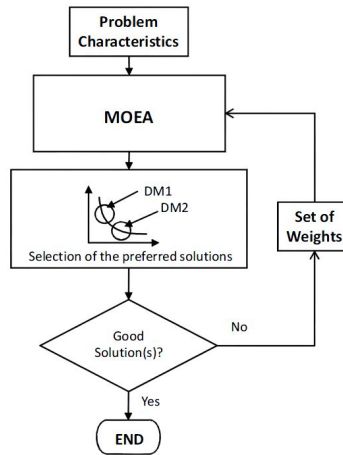 Problem
Characteristics
MOEA
DM1
DM2
Selection of the preferred solutions
Set of
Weights
Good
Solution(s)?
No
Yes
END